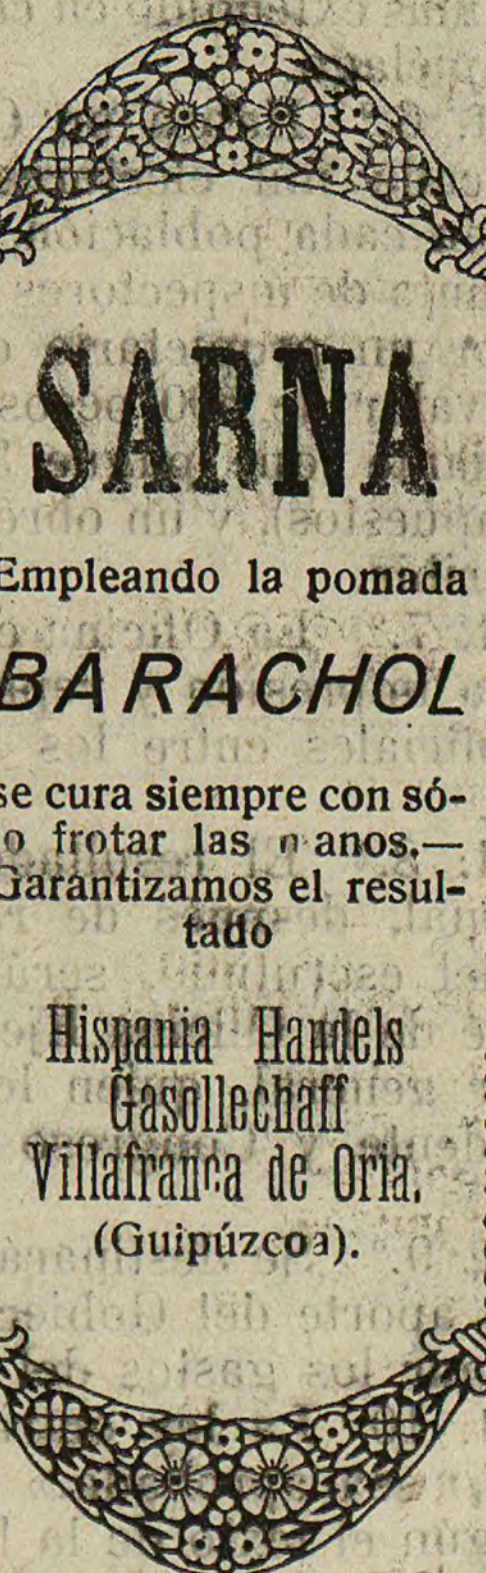 SARNA
Empleando la pomada
BARACHOL
se cura siempre con só-
o frotar las manos.—
Garantizamos el resul-
tado
Hispania Handels
Gasollechaff
Villafranca de Oria.
(Guipúzcoa).